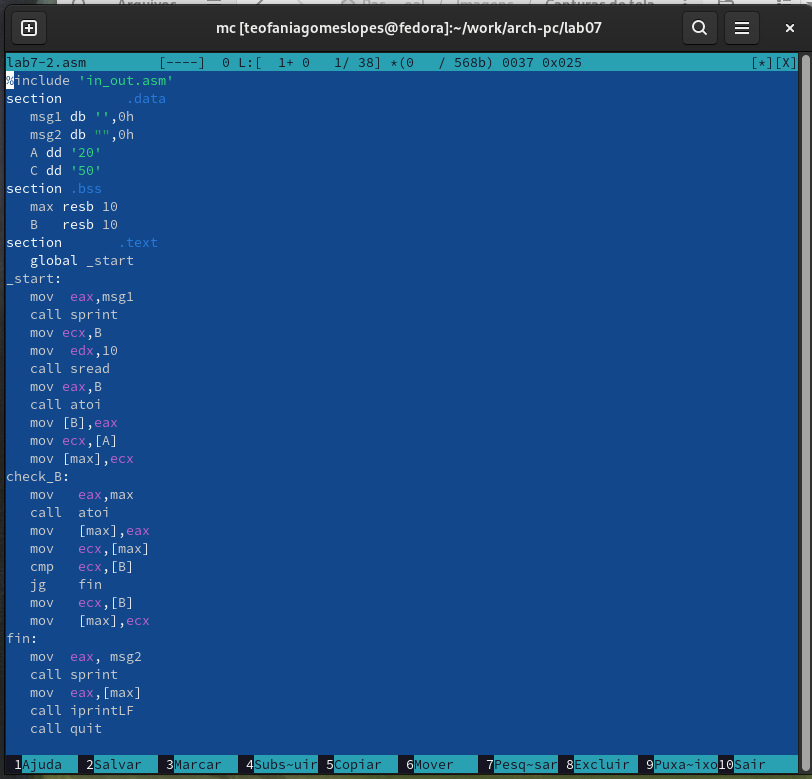 mc [teofaniagomeslopes@fedora]:~/work/arch-pc/lab07
lab7-2.asm         [----]  0 L:[  1+ 0   1/ 38] *(0   / 568b) 0037 0x025                     [*][X]
%include 'in_out.asm'
section        .data
   msg1 db '',0h
   msg2 db "",0h
   A dd '20'
   C dd '50'
section .bss
   max resb 10
   B   resb 10
section       .text
   global _start
_start:
   mov  eax,msg1
   call sprint
   mov ecx,B
   mov  edx,10
   call sread
   mov eax,B
   call atoi
   mov [B],eax
   mov ecx,[A]
   mov [max],ecx
check_B:
   mov   eax,max
   call  atoi
   mov   [max],eax
   mov   ecx,[max]
   cmp   ecx,[B]
   jg    fin
   mov   ecx,[B]
   mov   [max],ecx
fin:
   mov  eax, msg2
   call sprint
   mov  eax,[max]
   call iprintLF
   call quit
1Ajuda  2Salvar  3Marcar  4Subs~uir 5Copiar  6Mover  7Pesq~sar 8Excluir  9Puxa~ixo10Sair